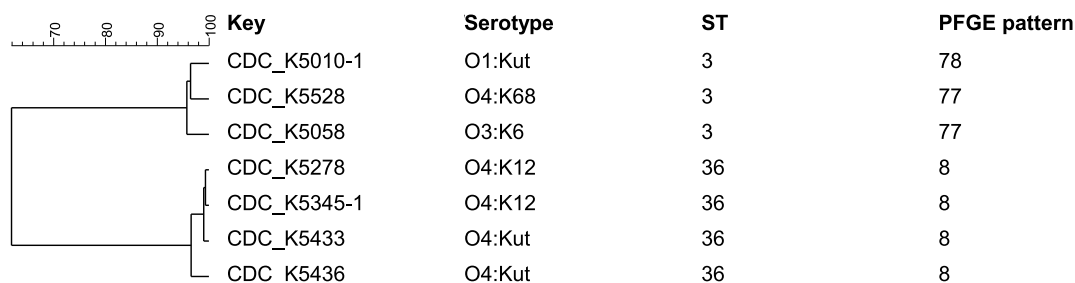 70 80 90 100 Key Serotype ST PFGE pattern
CDC_K5010-1 O1:Kut 3 78
CDC_K5528 O4:K68 3 77
CDC_K5058 O3:K6 3 77
CDC_K5278 O4:K12 36 8
CDC_K5345-1 O4:K12 36 8
CDC_K5433 O4:Kut 36 8
CDC_K5436 O4:Kut 36 8